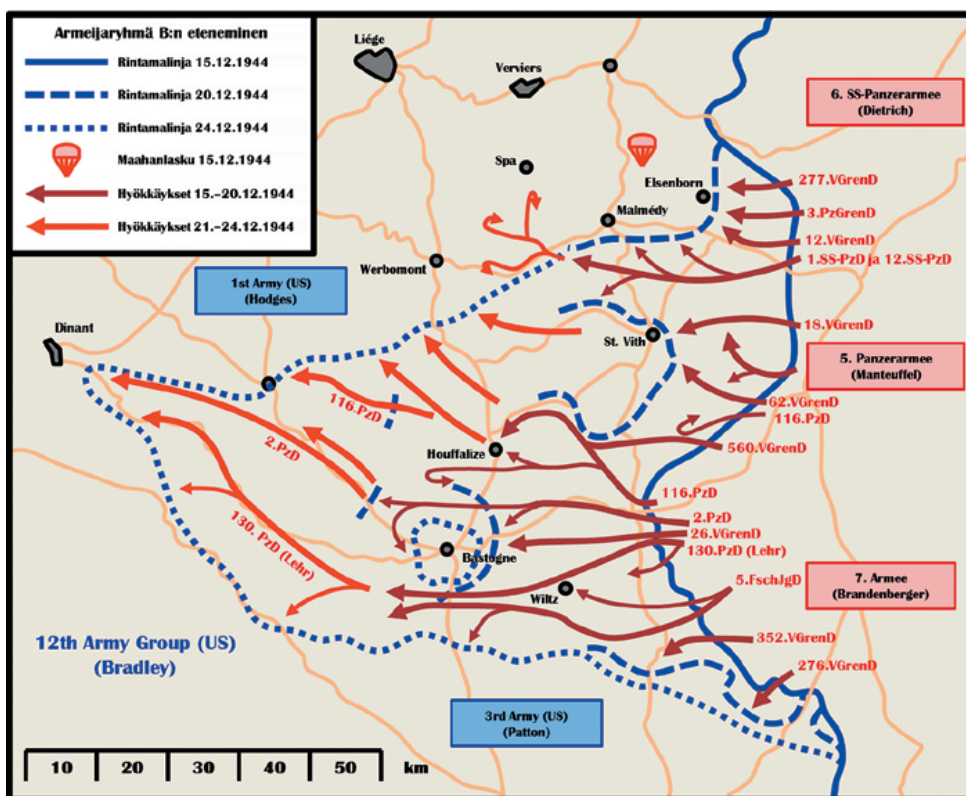 Armeijaryhmä B:n eteneminen
Rintamalinja 15.12.1944
Rintamalinja 20.12.1944
Rintamalinja 24.12.1944
Maahanlasku 15.12.1944
Hyökkäykset 15.–20.12.1944
Hyökkäykset 21.–24.12.1944
Liége
Verviers
6. SS-Panzerarmee
(Dietrich)
Spa
Elsenborn
277.VGrenD
Malmédy
3.PzGrenD
12.VGrenD
1.SS-PzD ja 12.SS-PzD
Werbomont
1st Army (US)
(Hodges)
Dinant
18.VGrenD
St. Vith
5. Panzerarmee
(Manteuffel)
62.VGrenD
116.PzD
116.PzD
2.PzD
Houffalize
560.VGrenD
116.PzD
2.PzD
26.VGrenD
130.PzD (Lehr)
130. PzD (Lehr)
Bastogne
5.FschJgD
Wiltz
7. Armee
(Brandenberger)
352.VGrenD
12th Army Group (US)
(Bradley)
276.VGrenD
3rd Army (US)
(Patton)
10 20 30 40 50 km